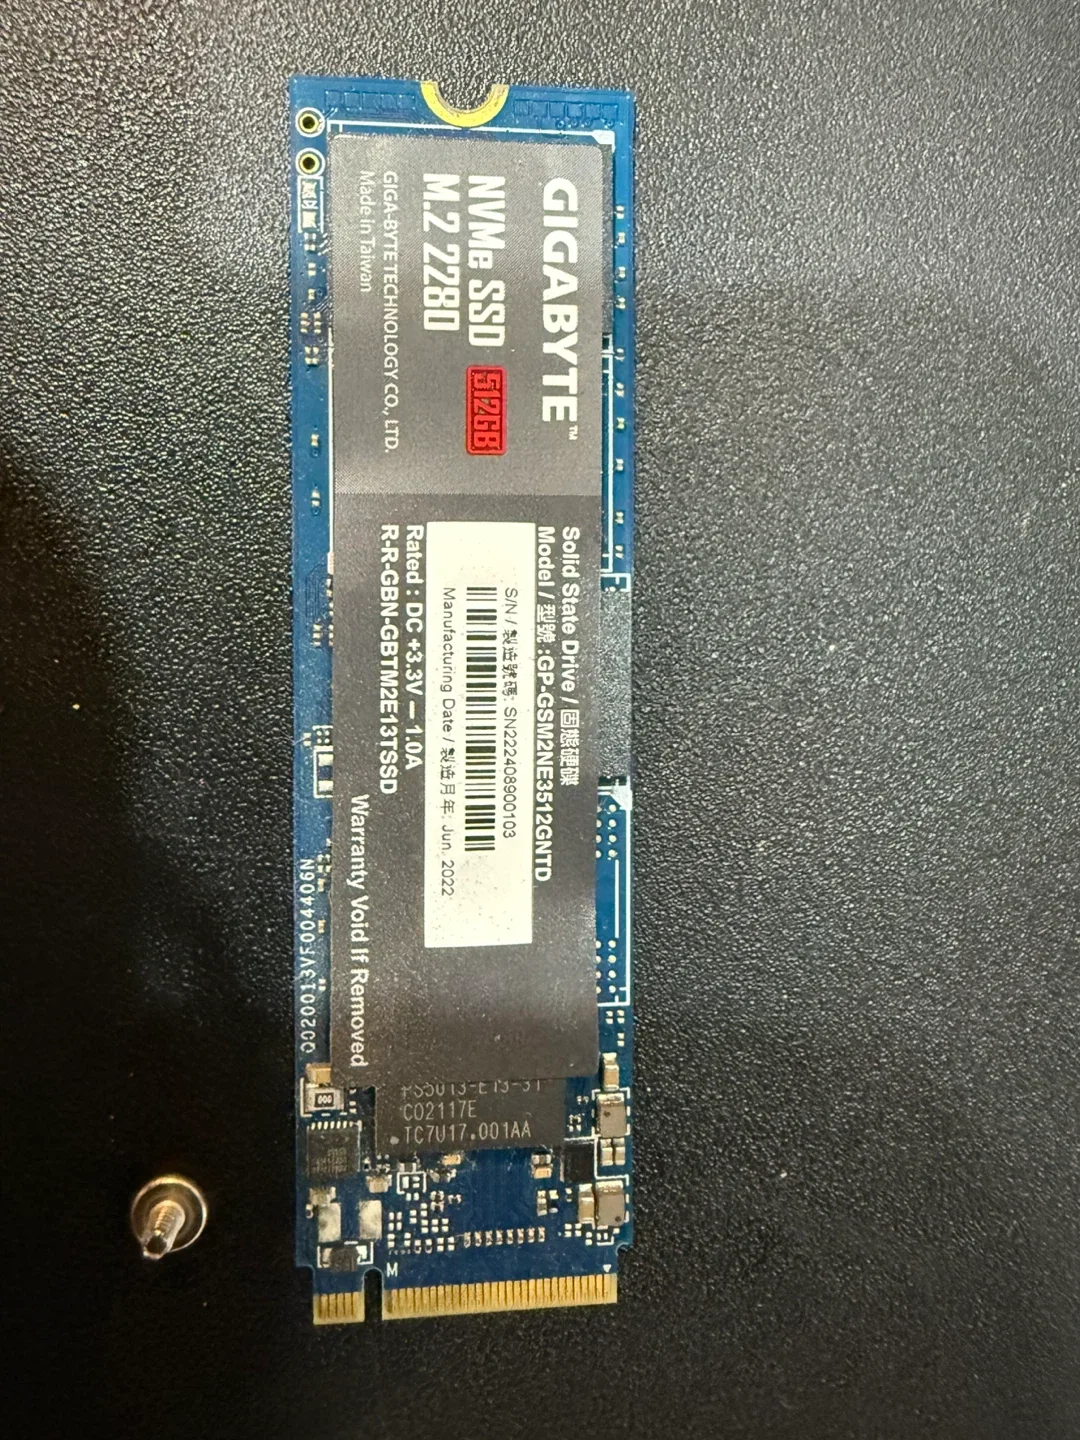 GIGABYTE™
NVMe SSD 512GB
M.2 2280
GIGA-BYTE TECHNOLOGY CO., LTD.
Made in Taiwan
Solid State Drive / 固態硬碟
Model / 型號 :GP-GSM2NE3512GNTD
S/N / 製造號碼: SN222408900103
Manufacturing Date / 製造月年: Jun. 2022
Rated : DC +3.3V ⎓ 1.0A
R-R-GBN-GBTM2E13TSSD
Warranty Void If Removed
PS5013-E13-31
CO2117E
TC7U17.001AA
000
M